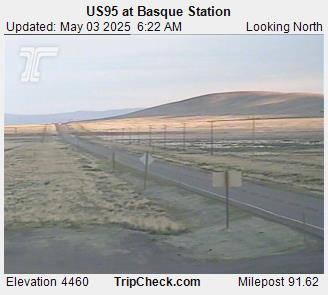 US95 at Basque Station
Updated: May 03 2025 6:22 AM Looking North
Elevation 4460 TripCheck.com Milepost 91.62